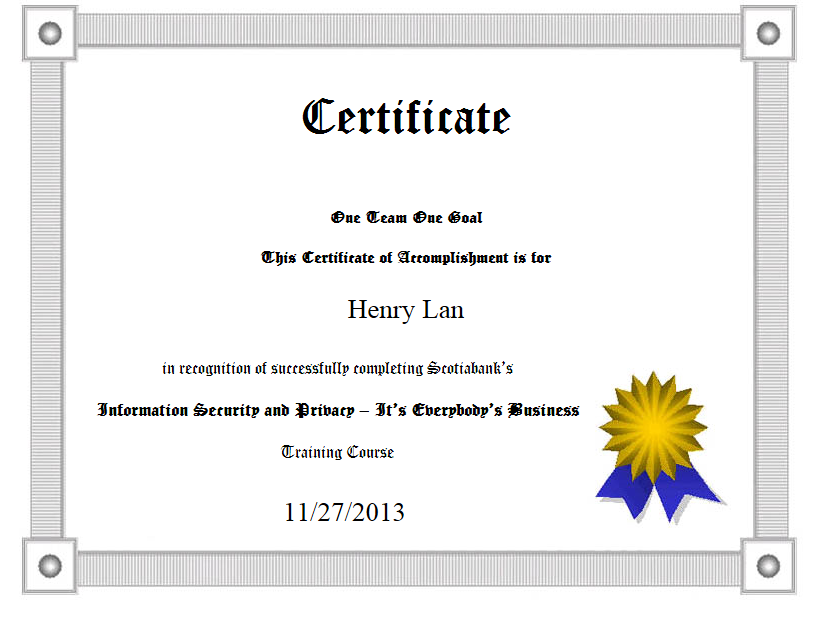 Certificate
One Team One Goal
This Certificate of Accomplishment is for
Henry Lan
in recognition of successfully completing Scotiabank's
Information Security and Privacy – It's Everybody's Business
Training Course
11/27/2013